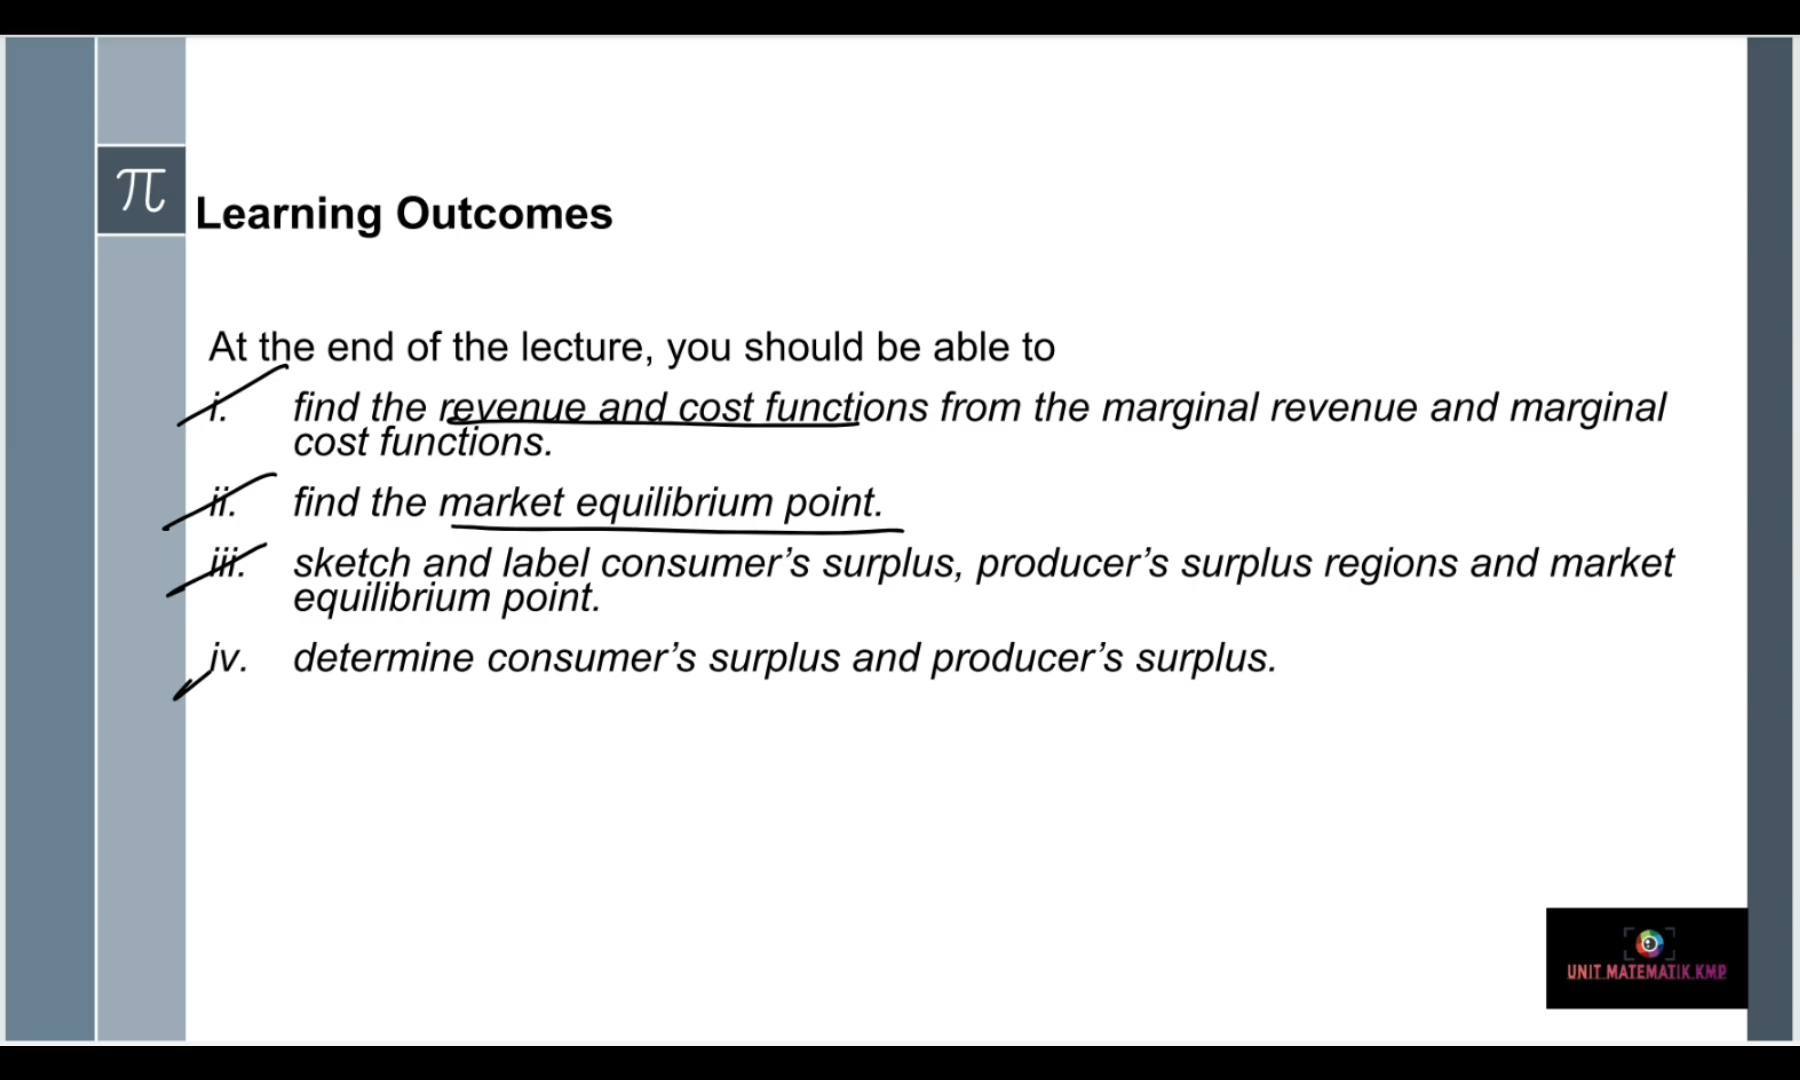 π
Learning Outcomes
At the end of the lecture, you should be able to
i. find the revenue and cost functions from the marginal revenue and marginal
cost functions.
ii. find the market equilibrium point.
iii. sketch and label consumer’s surplus, producer’s surplus regions and market
equilibrium point.
iv. determine consumer’s surplus and producer’s surplus.
UNIT MATEMATIK KMP